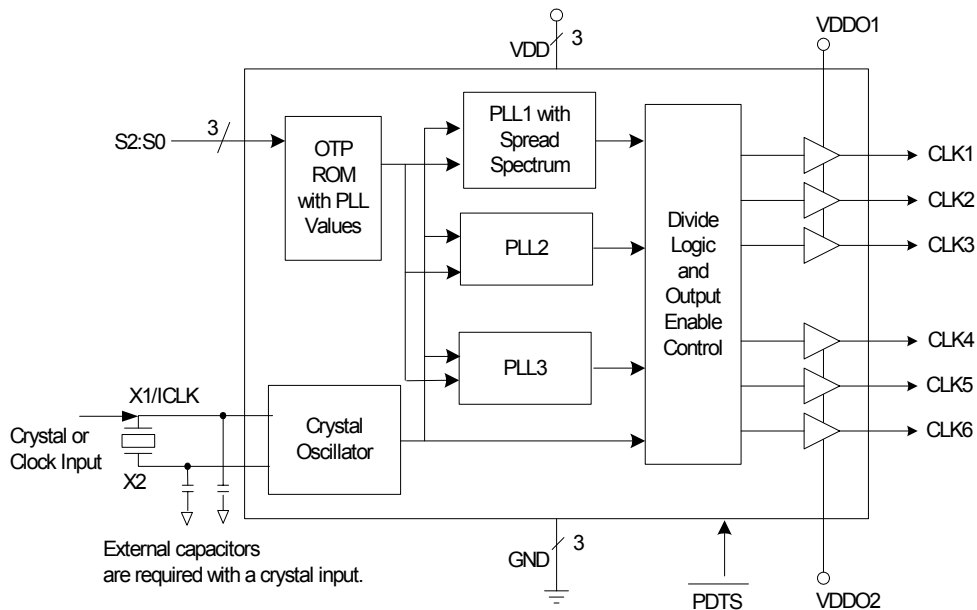 VDD
3
VDDO1
S2:S0
3
OTP
ROM
with PLL
Values
PLL1 with
Spread
Spectrum
PLL2
PLL3
Divide
Logic
and
Output
Enable
Control
CLK1
CLK2
CLK3
CLK4
CLK5
CLK6
X1/ICLK
Crystal or
Clock Input
X2
Crystal
Oscillator
External capacitors
are required with a crystal input.
GND
3
PDTS
VDDO2